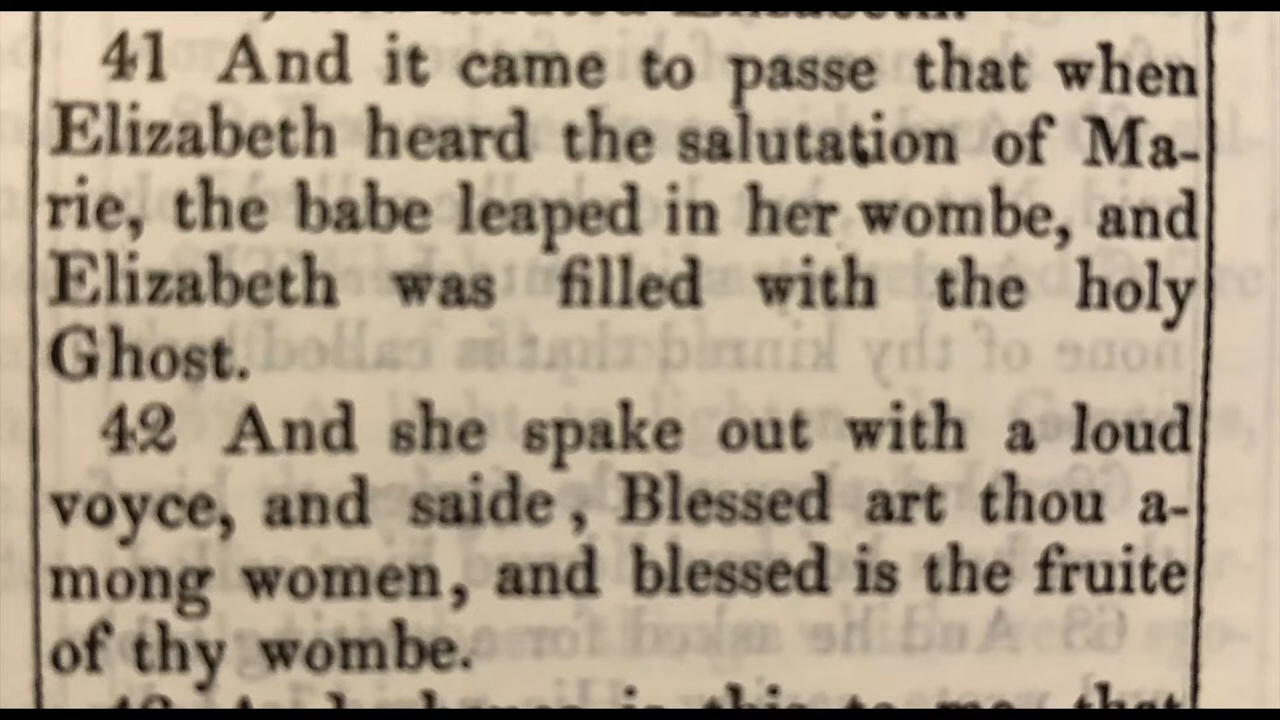 41 And it came to passe that when
Elizabeth heard the salutation of Ma-
rie, the babe leaped in her wombe, and
Elizabeth was filled with the holy
Ghost.
42 And she spake out with a loud
voyce, and saide, Blessed art thou a-
mong women, and blessed is the fruite
of thy wombe.